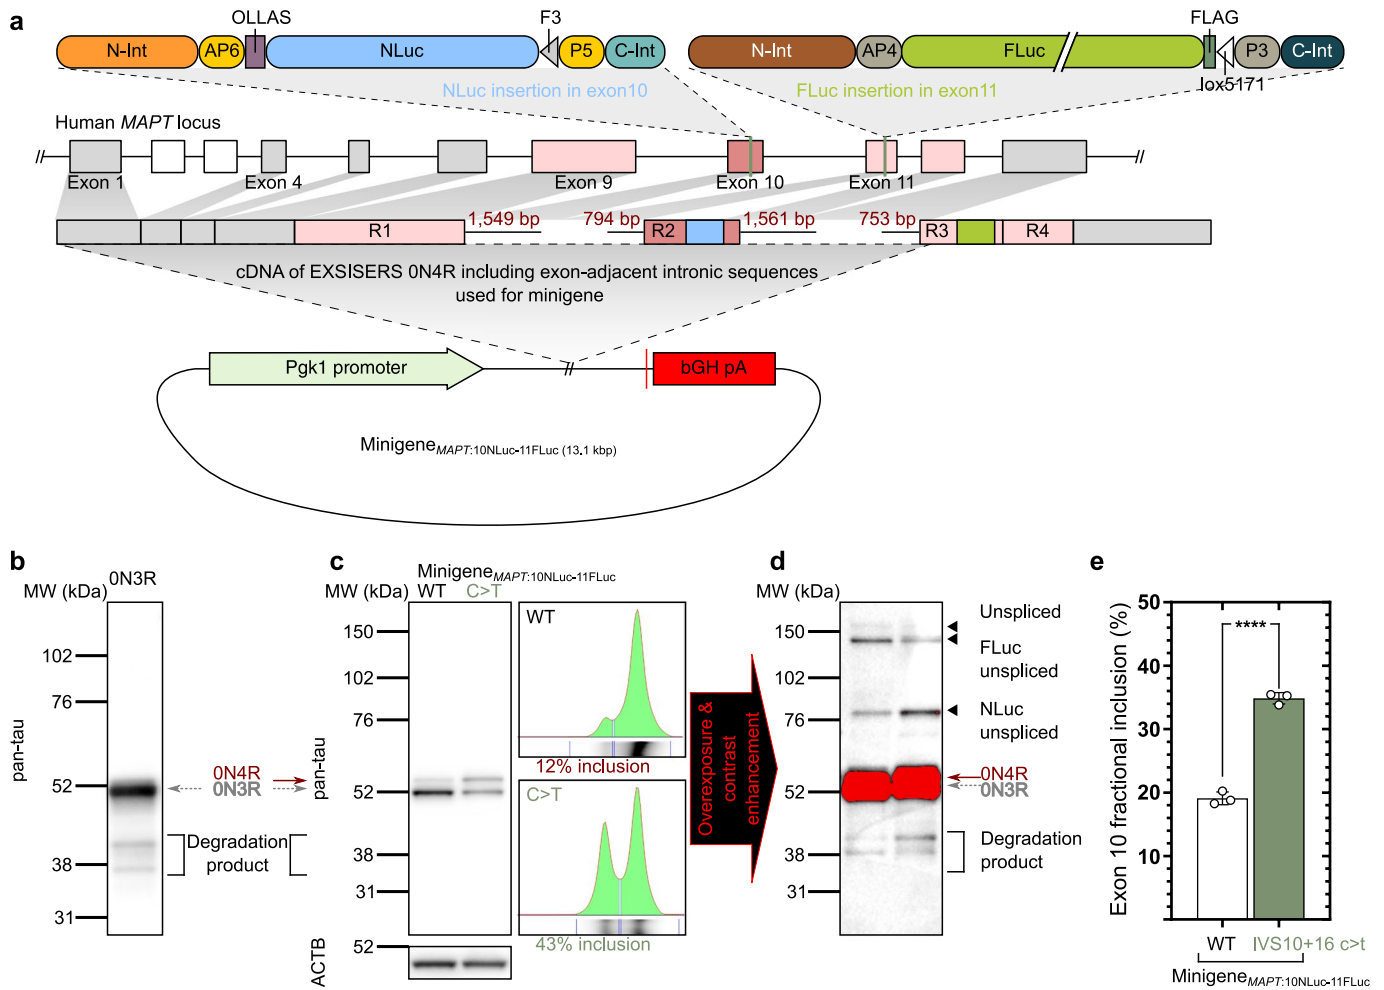 a
OLLAS
F3
FLAG
N-Int
AP6
NLuc
P5
C-Int
N-Int
AP4
FLuc
P3
C-Int
lox5171
NLuc insertion in exon10
FLuc insertion in exon11
Human MAPT locus
Exon 1
Exon 4
Exon 9
Exon 10
Exon 11
1,549 bp
794 bp
1,561 bp
753 bp
R1
R2
R3
R4
cDNA of EXSISERS 0N4R including exon-adjacent intronic sequences
used for minigene
Pgk1 promoter
bGH pA
Minigene MAPT:10NLuc-11FLuc (13.1 kbp)
b
0N3R
MW (kDa)
102
76
52
38
31
pan-tau
0N4R
0N3R
Degradation
product
c
Minigene MAPT:10NLuc-11FLuc
MW (kDa)
WT
C>T
150
102
76
52
38
31
pan-tau
52
ACTB
WT
12% inclusion
C>T
43% inclusion
Overexposure &
contrast
enhancement
d
MW (kDa)
150
102
76
52
38
31
Unspliced
FLuc
unspliced
NLuc
unspliced
0N4R
0N3R
Degradation
product
e
Exon 10 fractional inclusion (%)
50
40
30
20
10
****
WT
IVS10+16 c>t
Minigene MAPT:10NLuc-11FLuc